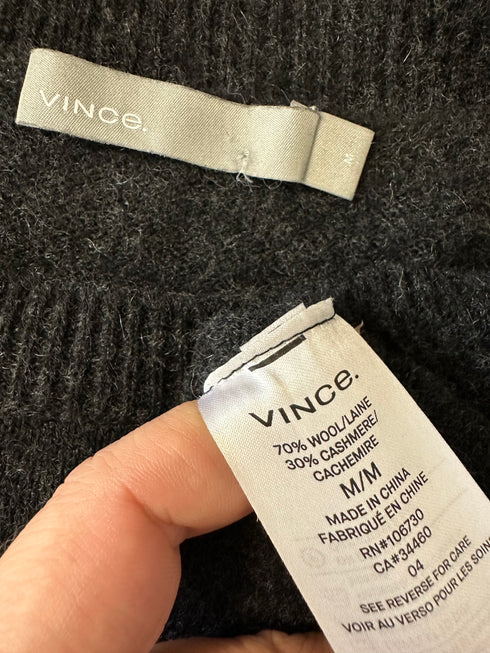 VINCe.
M
VINCe.
70% WOOL/LAINE
30% CASHMERE/
CACHEMIRE
M/M
MADE IN CHINA
FABRIQUÉ EN CHINE
RN#106730
CA#34460
04
SEE REVERSE FOR CARE
VOIR AU VERSO POUR LES SOIN